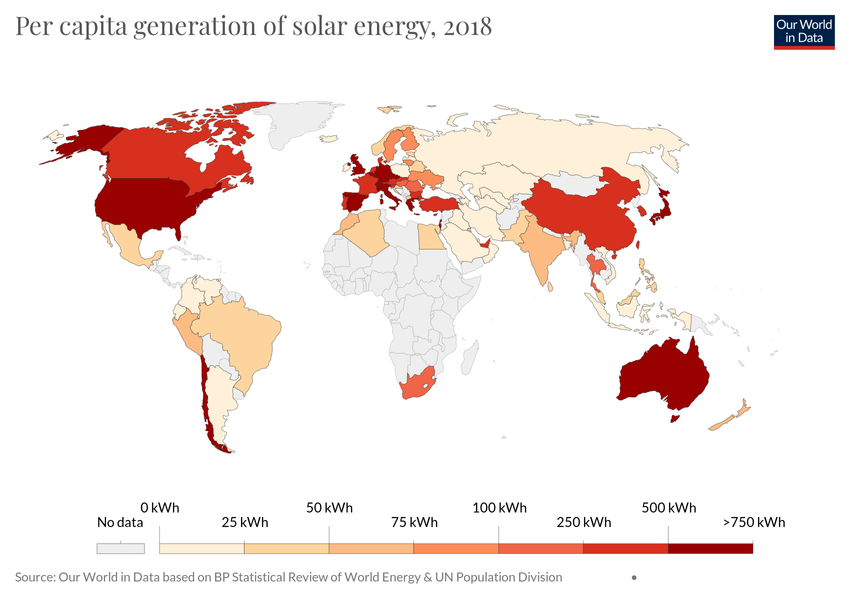 Per capita generation of solar energy, 2018
Our World
in Data
0 kWh
50 kWh
100 kWh
500 kWh
No data
25 kWh
75 kWh
250 kWh
>750 kWh
Source: Our World in Data based on BP Statistical Review of World Energy & UN Population Division